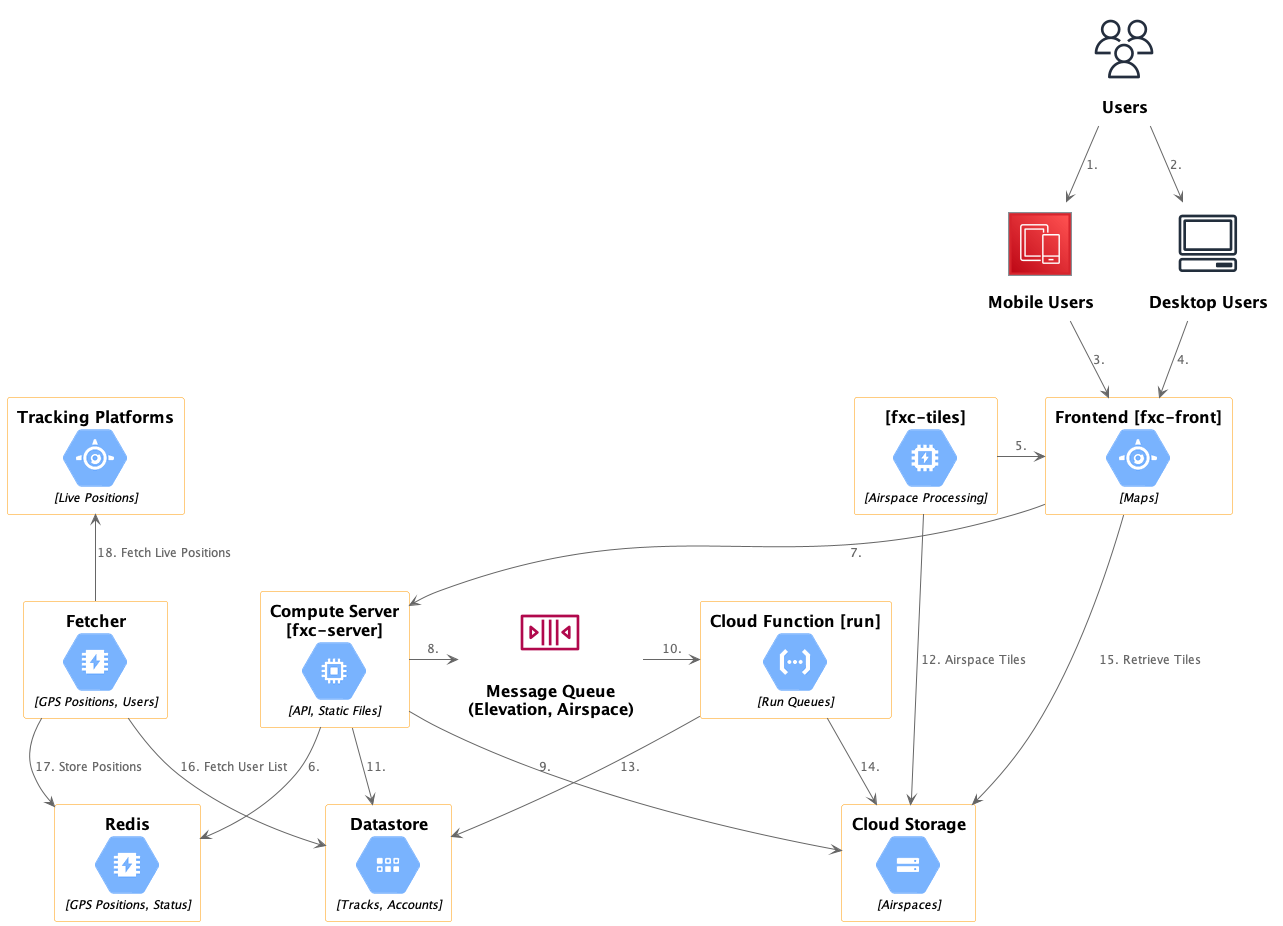 Users
1.
2.
Mobile Users
Desktop Users
3.
4.
Tracking Platforms
[Live Positions]
[fxc-tiles]
[Airspace Processing]
5.
Frontend [fxc-front]
[Maps]
18. Fetch Live Positions
7.
Fetcher
[GPS Positions, Users]
Compute Server
[fxc-server]
[API, Static Files]
8.
Message Queue
(Elevation, Airspace)
10.
Cloud Function [run]
[Run Queues]
12. Airspace Tiles
15. Retrieve Tiles
17. Store Positions
16. Fetch User List
6.
11.
9.
13.
14.
Redis
[GPS Positions, Status]
Datastore
[Tracks, Accounts]
Cloud Storage
[Airspaces]